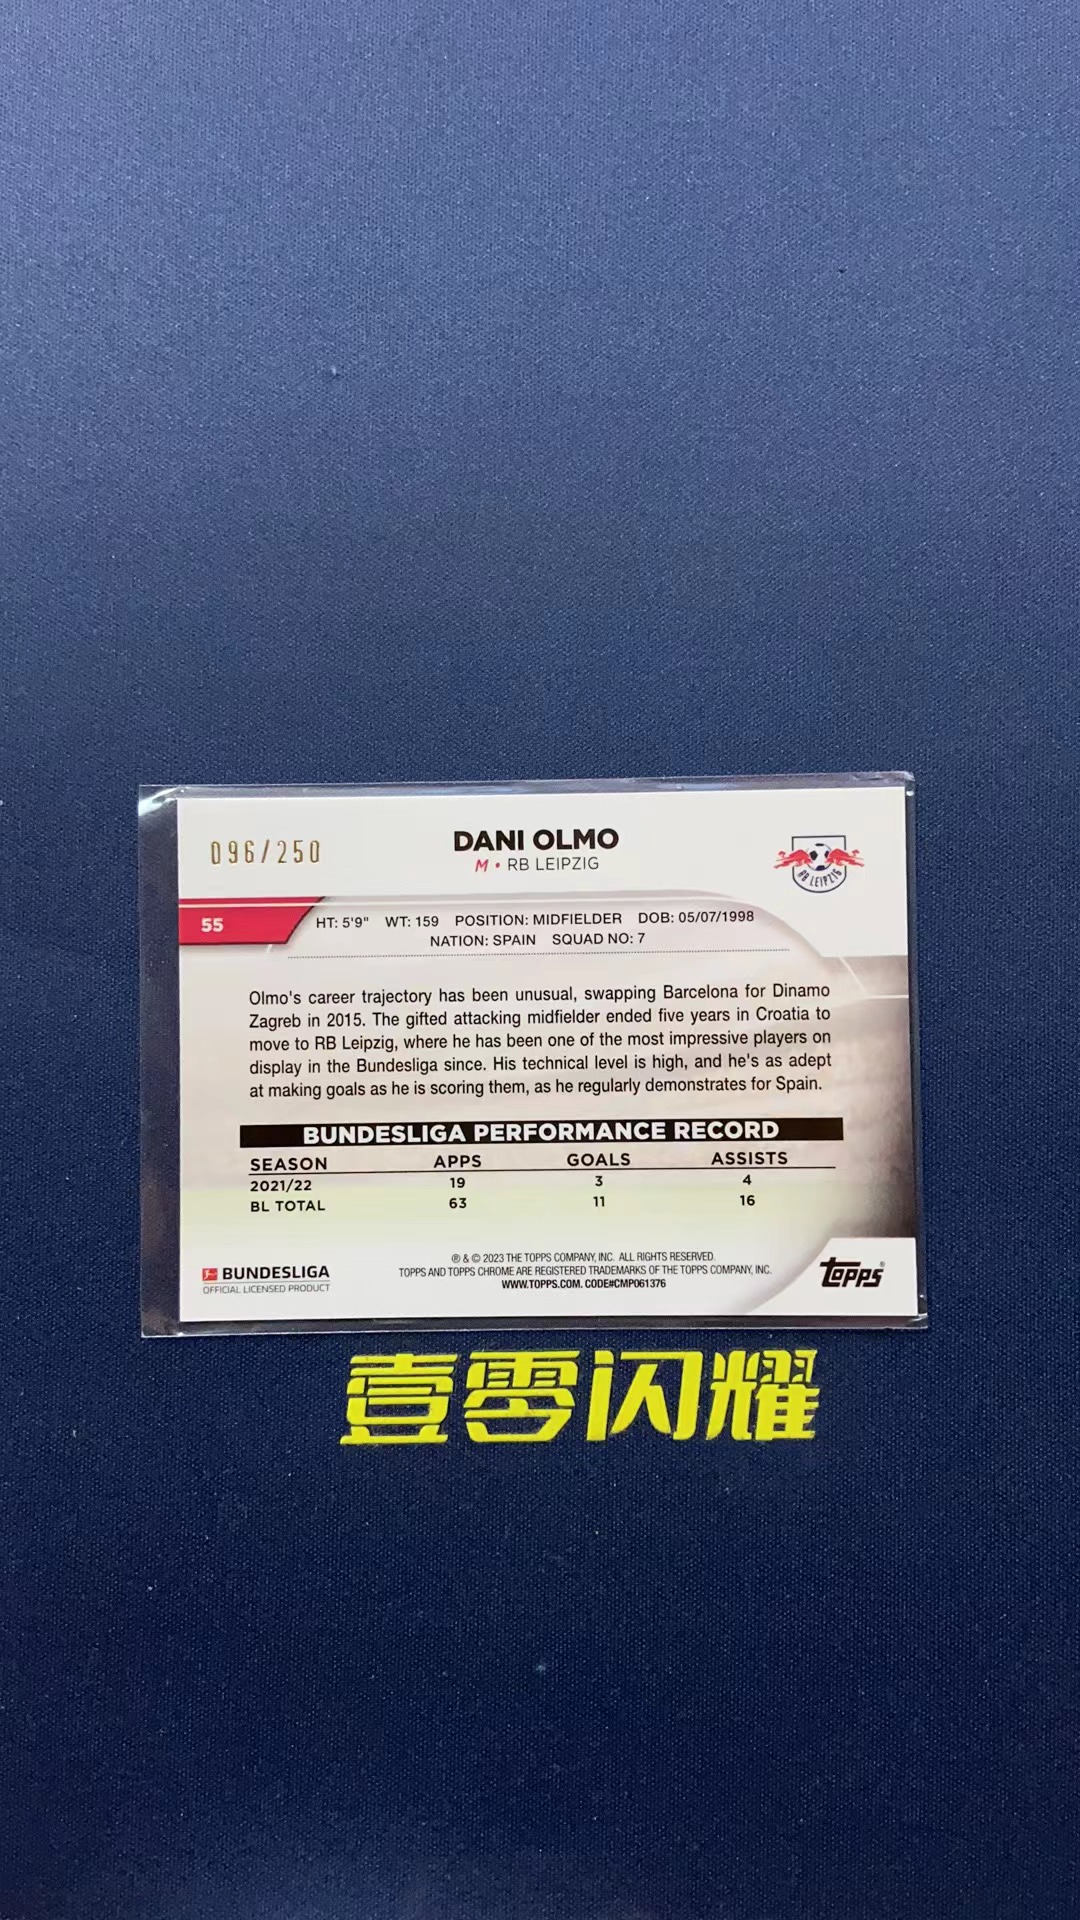 096/250
DANI OLMO
M • RB LEIPZIG
RB LEIPZIG
55
HT: 5'9" WT: 159 POSITION: MIDFIELDER DOB: 05/07/1998
NATION: SPAIN SQUAD NO: 7
Olmo's career trajectory has been unusual, swapping Barcelona for Dinamo
Zagreb in 2015. The gifted attacking midfielder ended five years in Croatia to
move to RB Leipzig, where he has been one of the most impressive players on
display in the Bundesliga since. His technical level is high, and he's as adept
at making goals as he is scoring them, as he regularly demonstrates for Spain.
BUNDESLIGA PERFORMANCE RECORD
SEASON APPS GOALS ASSISTS
2021/22 19 3 4
BL TOTAL 63 11 16
BUNDESLIGA
OFFICIAL LICENSED PRODUCT
® & © 2023 THE TOPPS COMPANY, INC. ALL RIGHTS RESERVED.
TOPPS AND TOPPS CHROME ARE REGISTERED TRADEMARKS OF THE TOPPS COMPANY, INC.
WWW.TOPPS.COM. CODE#CMP061376
topps®
壹零闪耀